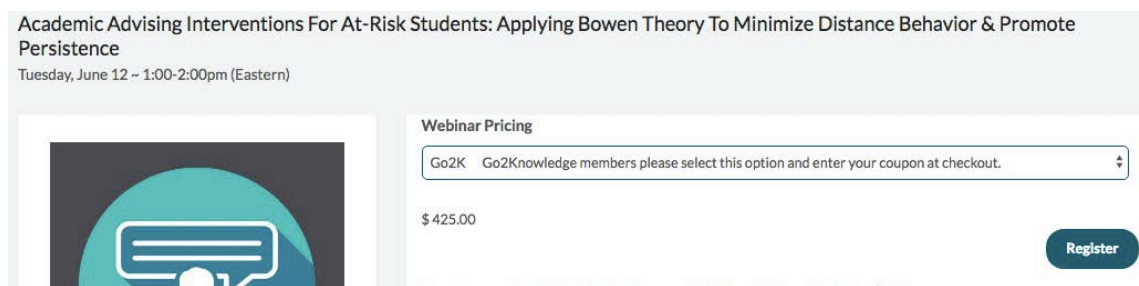 Academic Advising Interventions For At-Risk Students: Applying Bowen Theory To Minimize Distance Behavior & Promote
Persistence
Tuesday, June 12 ~ 1:00-2:00pm (Eastern)
Webinar Pricing
Go2K Go2Knowledge members please select this option and enter your coupon at checkout.
$ 425.00
Register